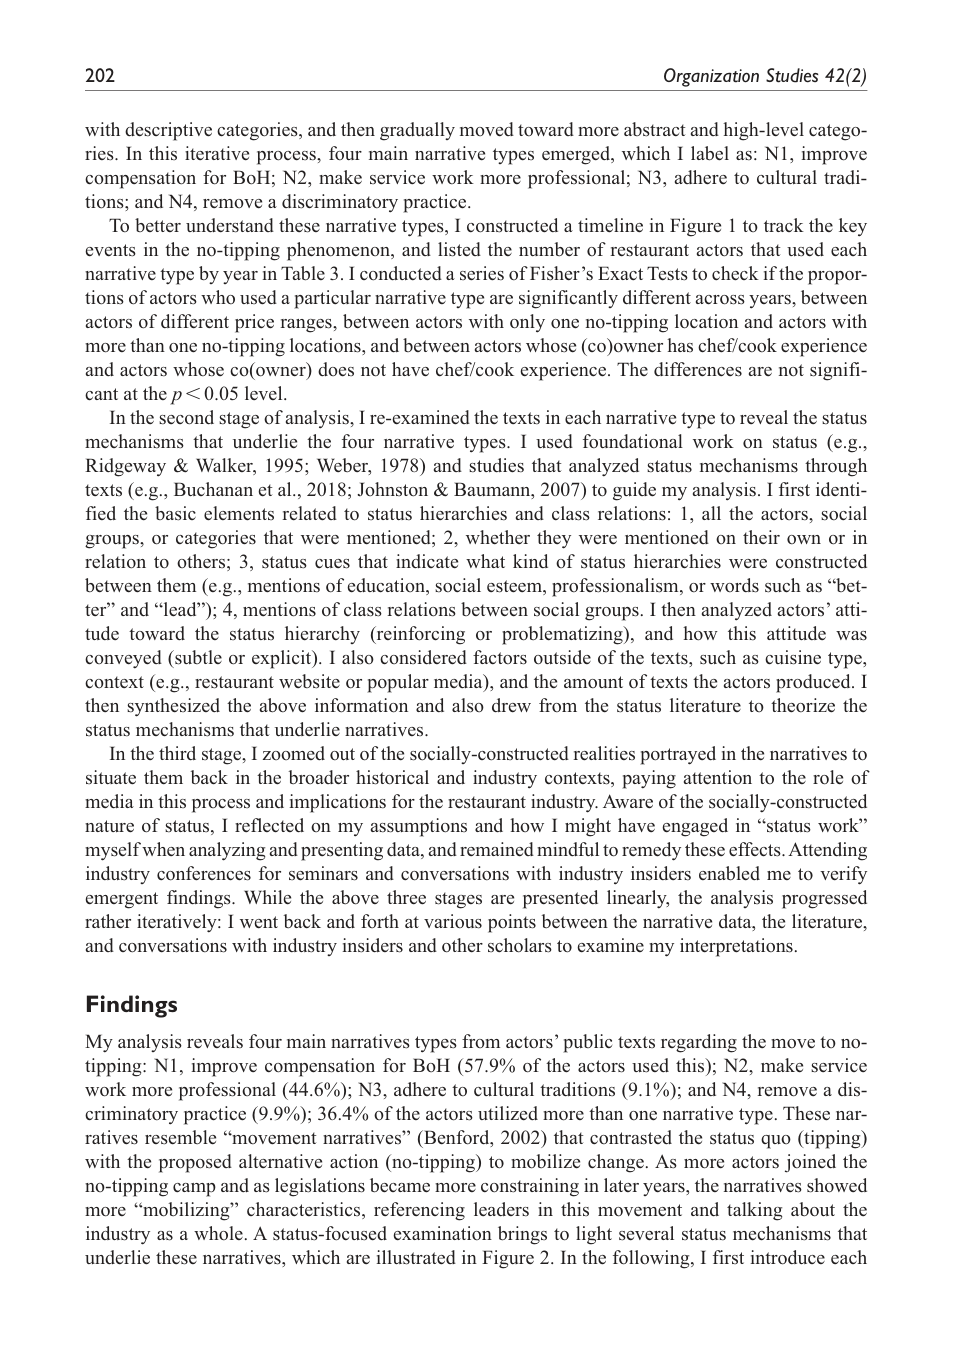 202
Organization Studies 42(2)
with descriptive categories, and then gradually moved toward more abstract and high-level catego-
ries. In this iterative process, four main narrative types emerged, which I label as: N1, improve
compensation for BoH; N2, make service work more professional; N3, adhere to cultural tradi-
tions; and N4, remove a discriminatory practice.
To better understand these narrative types, I constructed a timeline in Figure 1 to track the key
events in the no-tipping phenomenon, and listed the number of restaurant actors that used each
narrative type by year in Table 3. I conducted a series of Fisher’s Exact Tests to check if the propor-
tions of actors who used a particular narrative type are significantly different across years, between
actors of different price ranges, between actors with only one no-tipping location and actors with
more than one no-tipping locations, and between actors whose (co)owner has chef/cook experience
and actors whose co(owner) does not have chef/cook experience. The differences are not signifi-
cant at the p < 0.05 level.
In the second stage of analysis, I re-examined the texts in each narrative type to reveal the status
mechanisms that underlie the four narrative types. I used foundational work on status (e.g.,
Ridgeway & Walker, 1995; Weber, 1978) and studies that analyzed status mechanisms through
texts (e.g., Buchanan et al., 2018; Johnston & Baumann, 2007) to guide my analysis. I first identi-
fied the basic elements related to status hierarchies and class relations: 1, all the actors, social
groups, or categories that were mentioned; 2, whether they were mentioned on their own or in
relation to others; 3, status cues that indicate what kind of status hierarchies were constructed
between them (e.g., mentions of education, social esteem, professionalism, or words such as “bet-
ter” and “lead”); 4, mentions of class relations between social groups. I then analyzed actors’ atti-
tude toward the status hierarchy (reinforcing or problematizing), and how this attitude was
conveyed (subtle or explicit). I also considered factors outside of the texts, such as cuisine type,
context (e.g., restaurant website or popular media), and the amount of texts the actors produced. I
then synthesized the above information and also drew from the status literature to theorize the
status mechanisms that underlie narratives.
In the third stage, I zoomed out of the socially-constructed realities portrayed in the narratives to
situate them back in the broader historical and industry contexts, paying attention to the role of
media in this process and implications for the restaurant industry. Aware of the socially-constructed
nature of status, I reflected on my assumptions and how I might have engaged in “status work”
myself when analyzing and presenting data, and remained mindful to remedy these effects. Attending
industry conferences for seminars and conversations with industry insiders enabled me to verify
emergent findings. While the above three stages are presented linearly, the analysis progressed
rather iteratively: I went back and forth at various points between the narrative data, the literature,
and conversations with industry insiders and other scholars to examine my interpretations.
Findings
My analysis reveals four main narratives types from actors’ public texts regarding the move to no-
tipping: N1, improve compensation for BoH (57.9% of the actors used this); N2, make service
work more professional (44.6%); N3, adhere to cultural traditions (9.1%); and N4, remove a dis-
criminatory practice (9.9%); 36.4% of the actors utilized more than one narrative type. These nar-
ratives resemble “movement narratives” (Benford, 2002) that contrasted the status quo (tipping)
with the proposed alternative action (no-tipping) to mobilize change. As more actors joined the
no-tipping camp and as legislations became more constraining in later years, the narratives showed
more “mobilizing” characteristics, referencing leaders in this movement and talking about the
industry as a whole. A status-focused examination brings to light several status mechanisms that
underlie these narratives, which are illustrated in Figure 2. In the following, I first introduce each